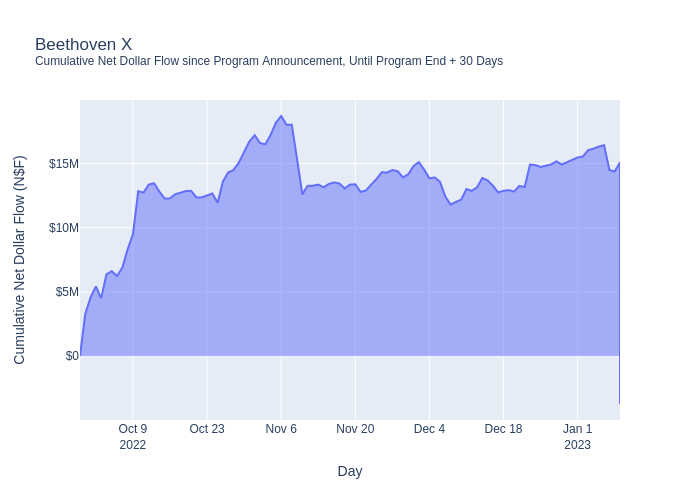 Beethoven X
Cumulative Net Dollar Flow since Program Announcement, Until Program End + 30 Days
Cumulative Net Dollar Flow (N$F)
$15M
$10M
$5M
$0
Oct 9
2022
Oct 23
Nov 6
Nov 20
Dec 4
Dec 18
Jan 1
2023
Day